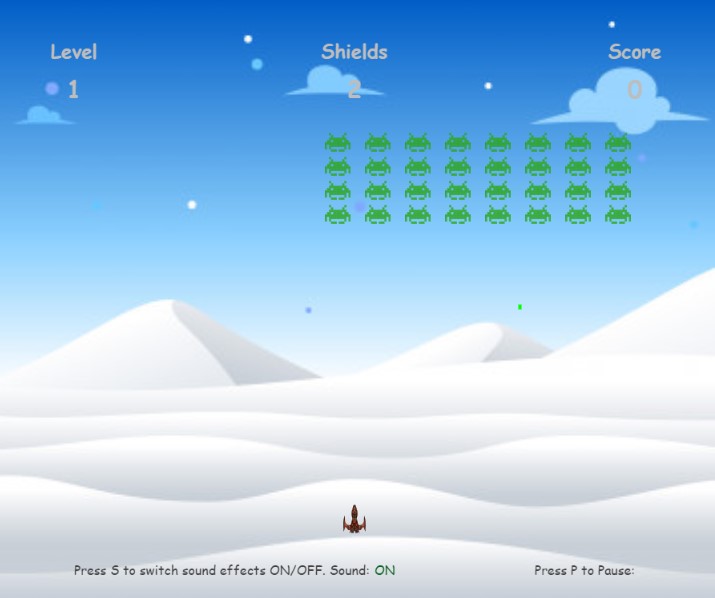 Level Shields Score
1 2 0
Press S to switch sound effects ON/OFF. Sound: ON Press P to Pause: